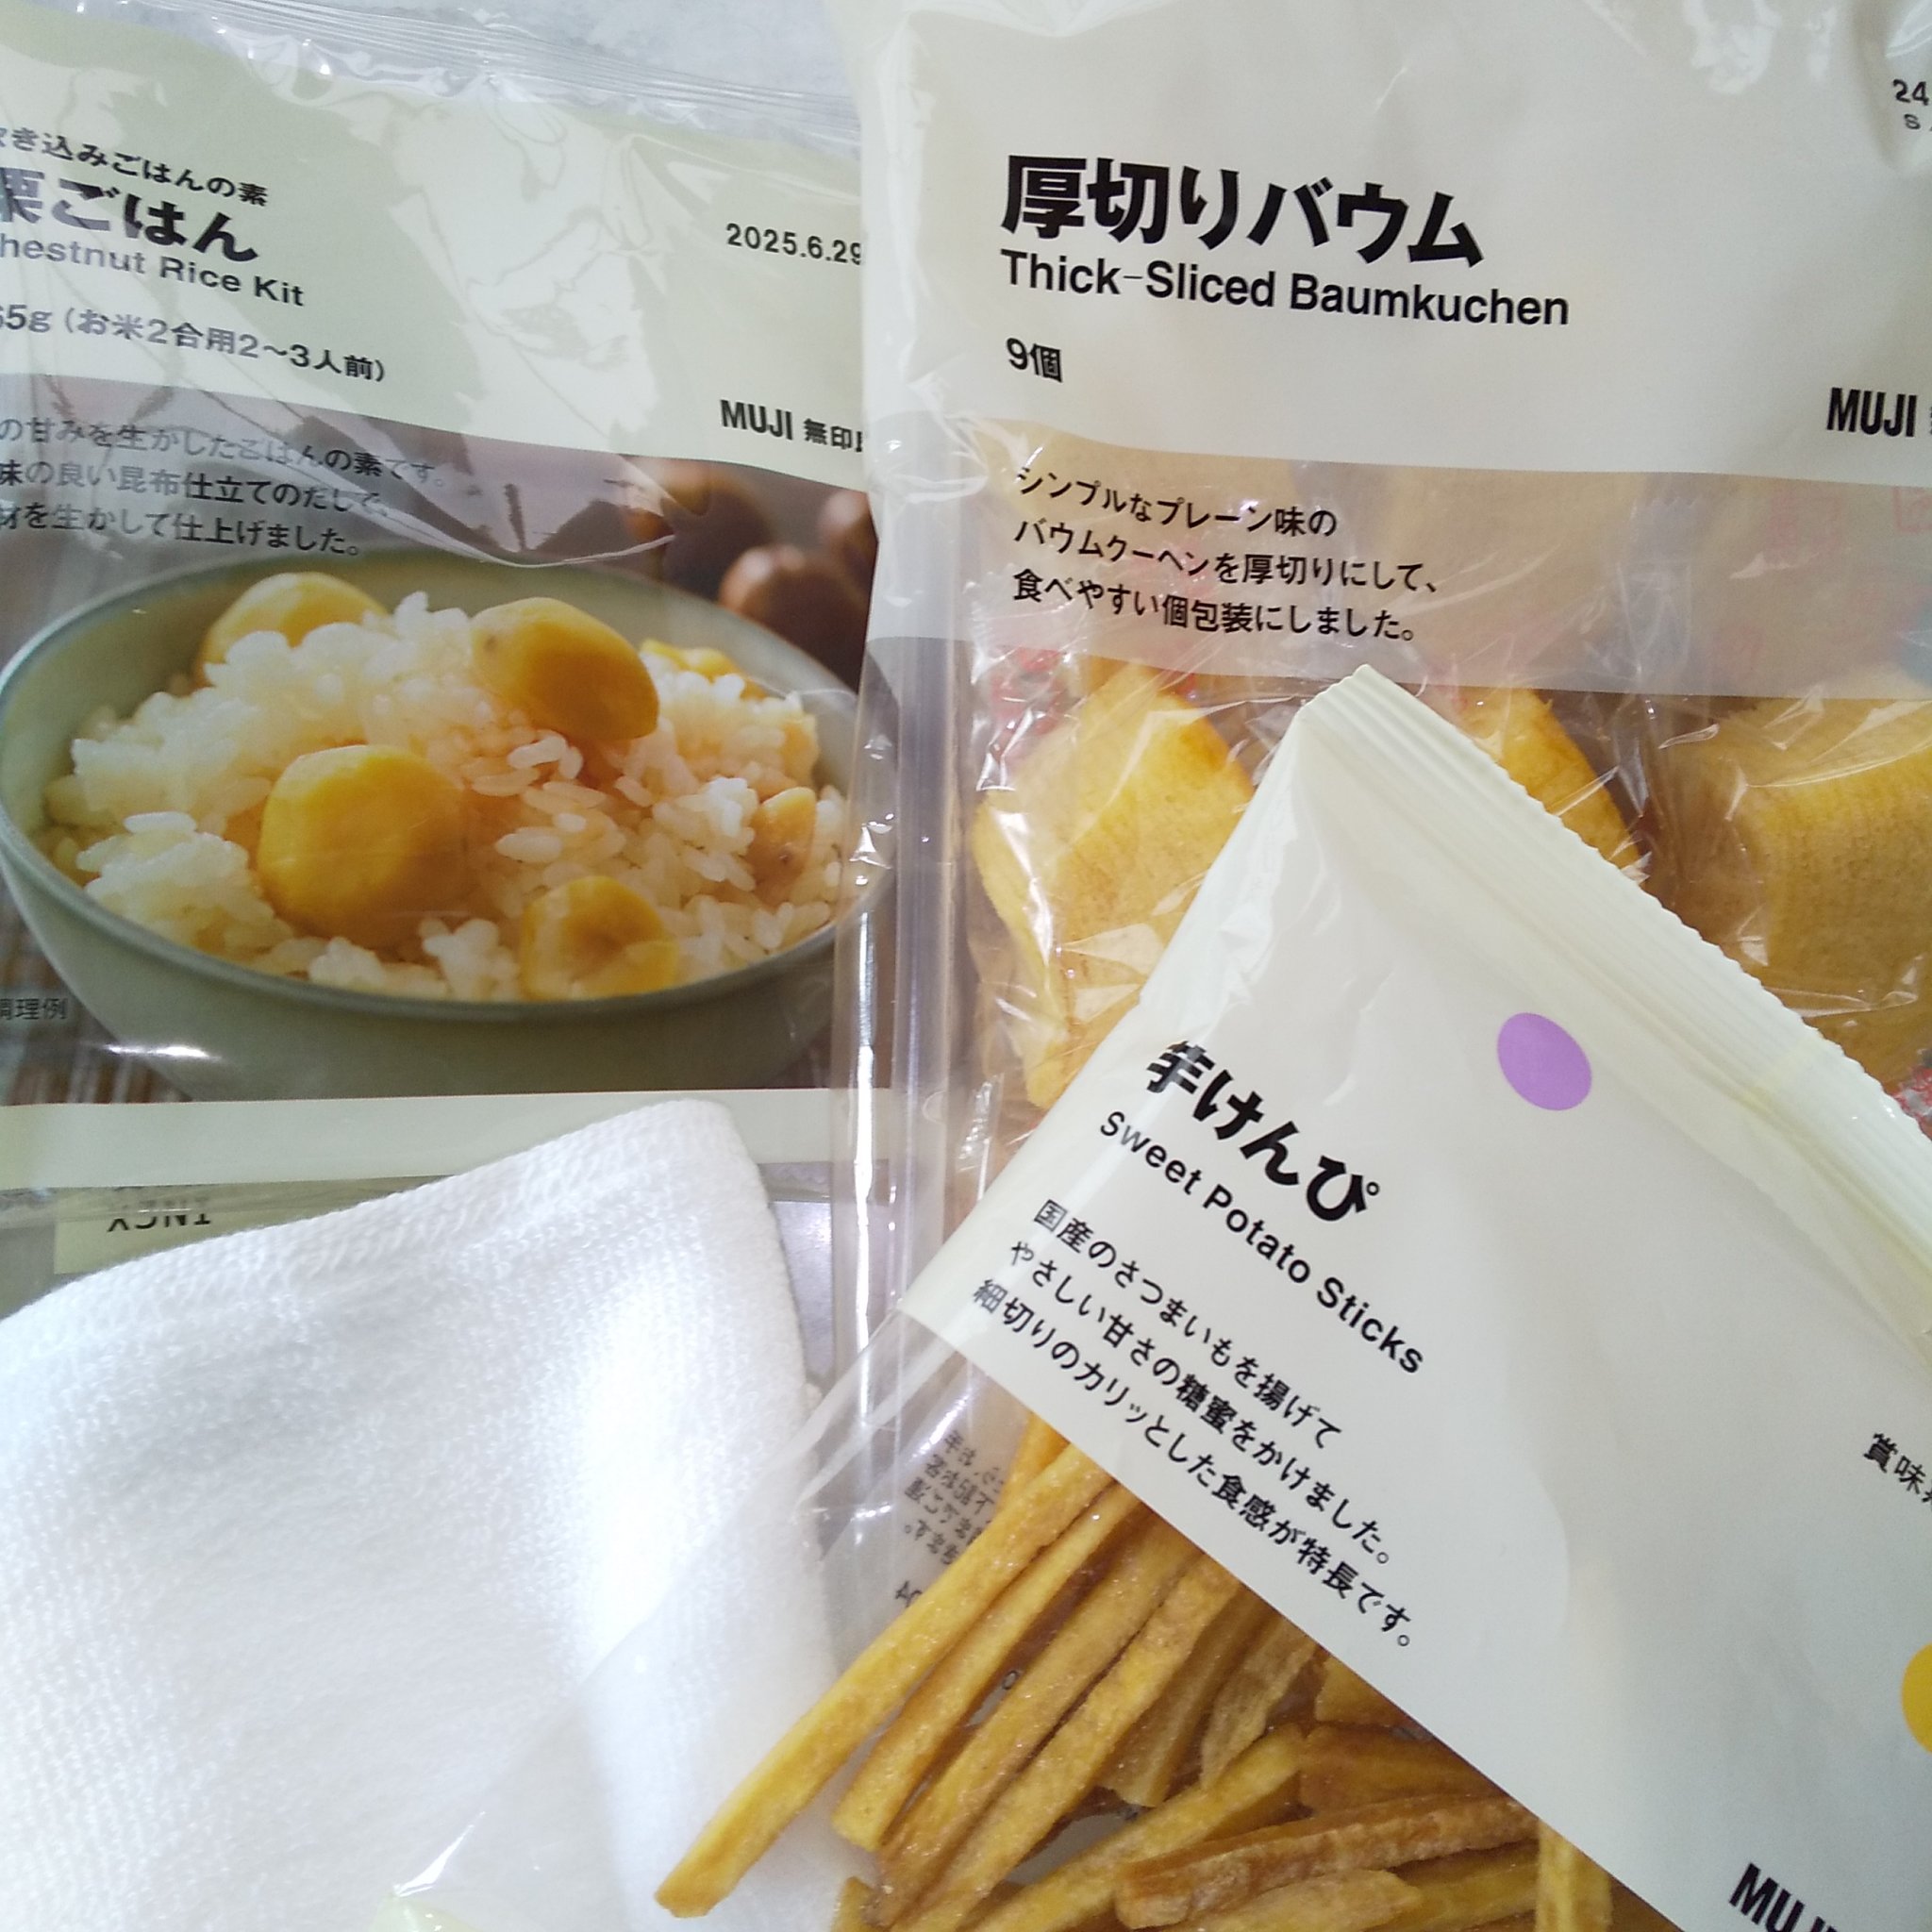 炊き込みごはんの素
栗ごはん
hestnut Rice Kit
65g（お米2合用2〜3人前）
2025.6.29
MUJI 無印良
の甘みを生かしたごはんの素です。
味の良い昆布仕立てのだしで、
材を生かして仕上げました。
調理例
24
S
厚切りバウム
Thick-Sliced Baumkuchen
9個
MUJI
シンプルなプレーン味の
バウムクーヘンを厚切りにして、
食べやすい個包装にしました。
芋けんぴ
Sweet Potato Sticks
国産のさつまいもを揚げて
やさしい甘さの糖蜜をかけました。
細切りのカリッとした食感が特長です。
賞味
MUJI